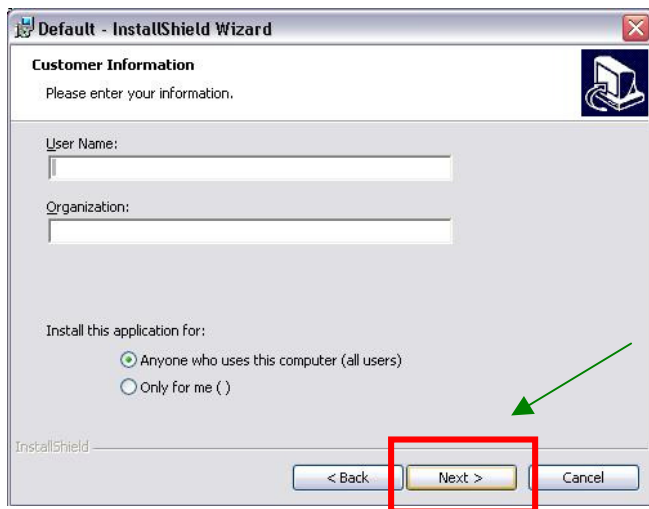 Default - InstallShield Wizard
Customer Information
Please enter your information.
User Name:
Organization:
Install this application for:
Anyone who uses this computer (all users)
Only for me ( )
InstallShield
< Back Next > Cancel